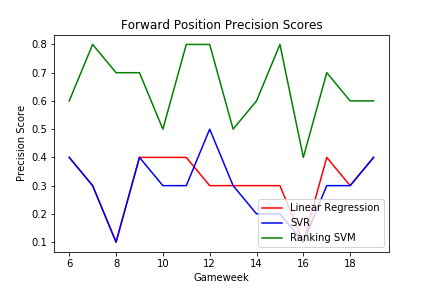 Forward Position Precision Scores
Precision Score
0.8
0.7
0.6
0.5
0.4
0.3
0.2
0.1
6 8 10 12 14 16 18
Gameweek
Linear Regression
SVR
Ranking SVM